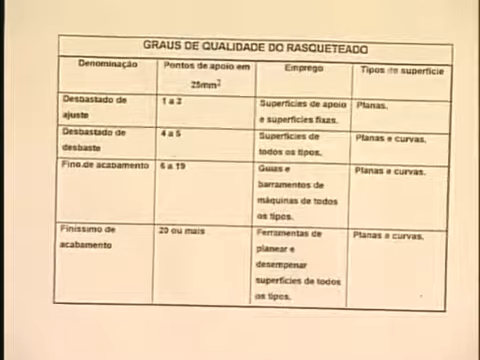 GRAUS DE QUALIDADE DO RASQUETEADO
Denominação
Pontos de apoio em
25mm²
Emprego
Tipos de superfície
Desbastado de
ajuste
1 a 3
Superfícies de apoio
e superfícies fixas.
Planas.
Desbastado de
desbaste
4 a 5
Superfícies de
todos os tipos.
Planas e curvas.
Fino de acabamento
6 a 19
Guias e
barramentos de
máquinas de todos
os tipos.
Planas e curvas.
Finíssimo de
acabamento
20 ou mais
Ferramentas de
planear e
desempenar
superfícies de todos
os tipos.
Planas e curvas.